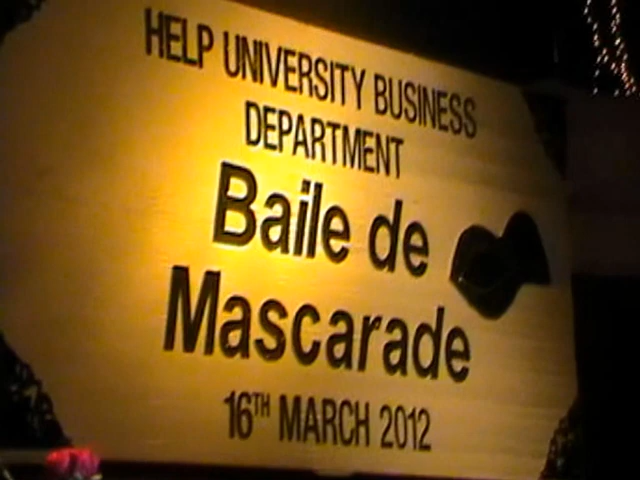 HELP UNIVERSITY BUSINESS
DEPARTMENT
Baile de
Mascarade
16TH MARCH 2012